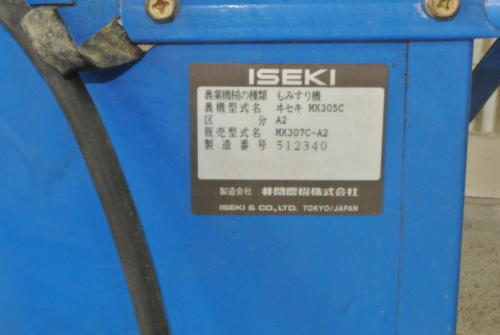 ISEKI
農業機械の種類 もみすり機
農機型式名 ヰセキ MX305C
区分 A2
販売型式名 MX307C-A2
製造番号 512340
製造会社 井関農機株式会社
ISEKI & CO., LTD. TOKYO/JAPAN